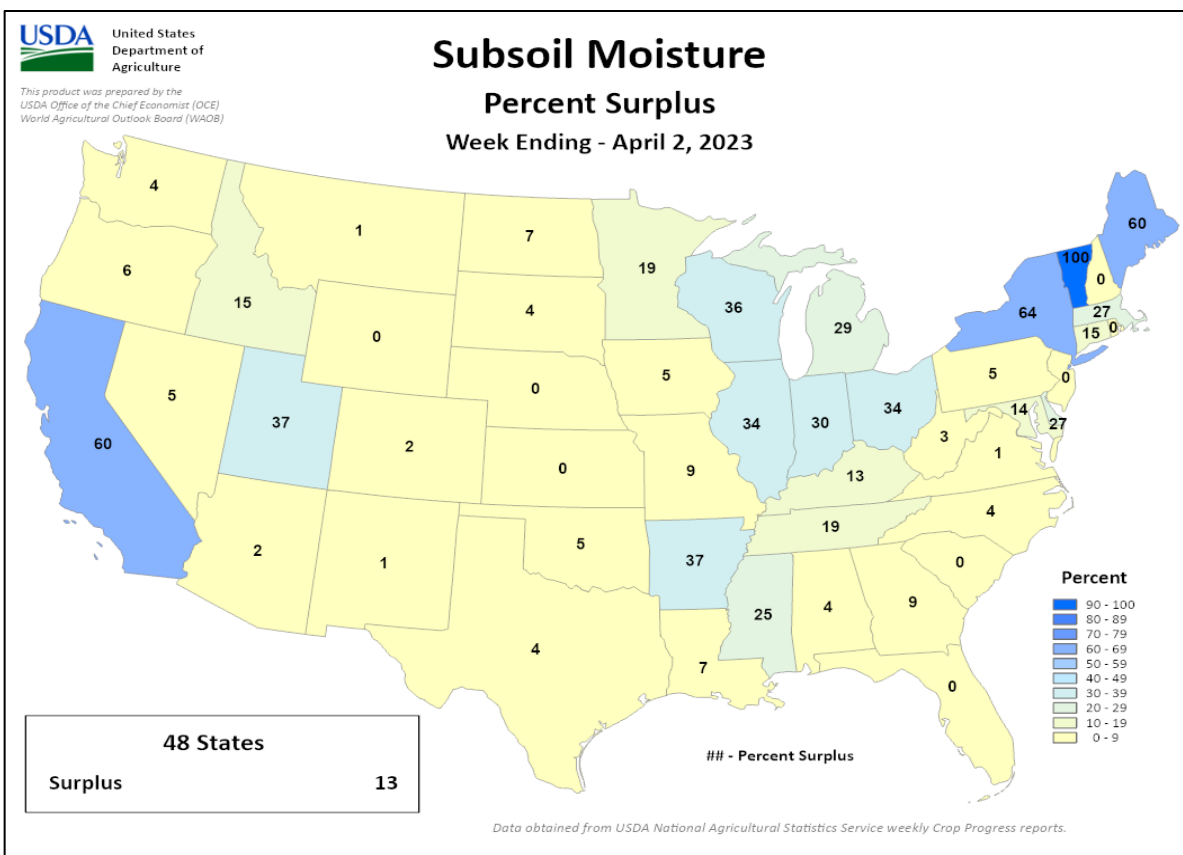 USDA
United States
Department of
Agriculture
This product was prepared by the
USDA Office of the Chief Economist (OCE)
World Agricultural Outlook Board (WAOB)
Subsoil Moisture
Percent Surplus
Week Ending - April 2, 2023
4
1
7
60
6
19
100
0
15
4
36
64
27
0
29
15 0
5
0
5
5
0
37
34
30
34
14
27
60
2
0
9
3
1
13
2
1
5
37
19
4
0
25
4
9
4
7
0
Percent
90 - 100
80 - 89
70 - 79
60 - 69
50 - 59
40 - 49
30 - 39
20 - 29
10 - 19
0 - 9
48 States
Surplus 13
## - Percent Surplus
Data obtained from USDA National Agricultural Statistics Service weekly Crop Progress reports.